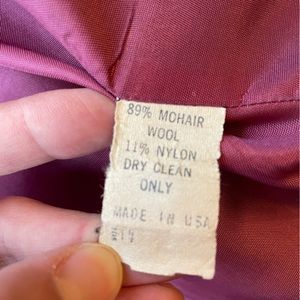 89% MOHAIR
WOOL
11% NYLON
DRY CLEAN
ONLY
MADE IN USA